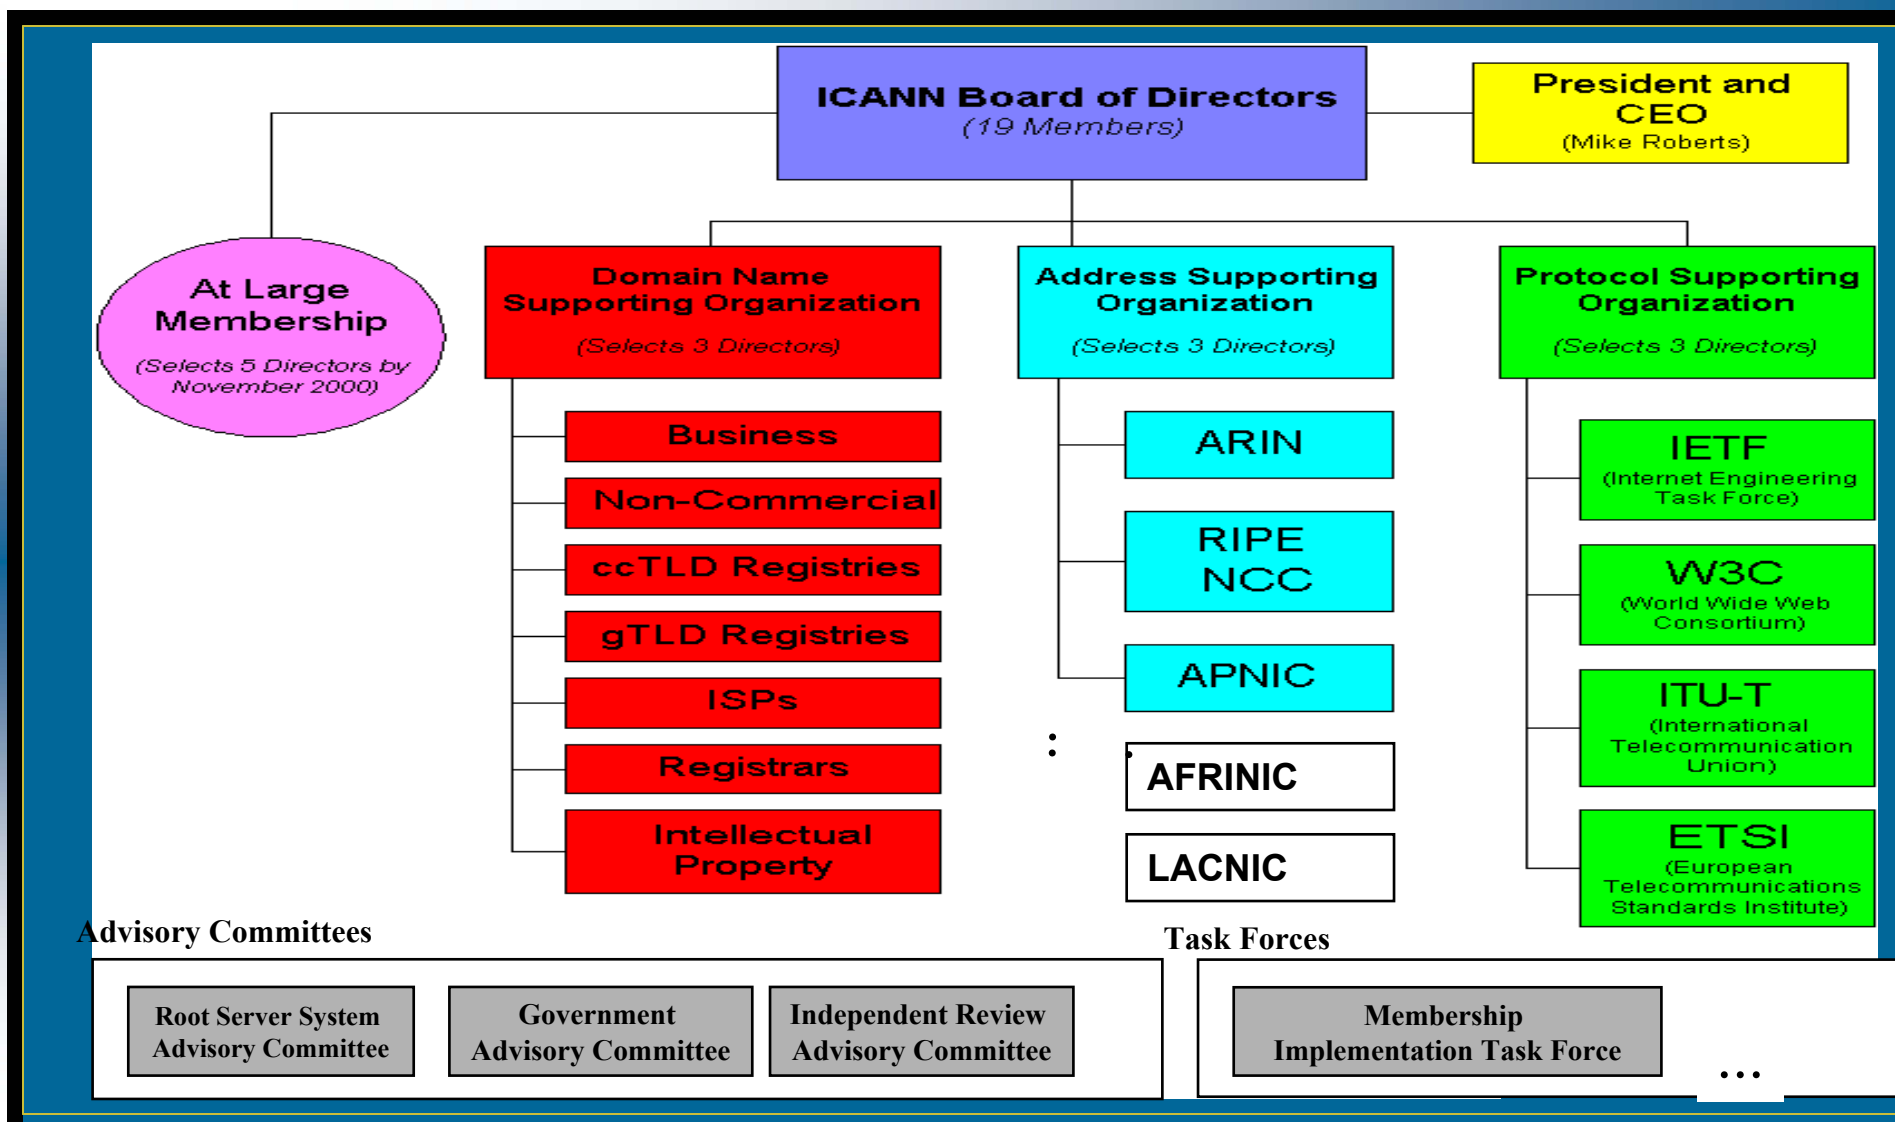 ICANN Board of Directors
(19 Members)
President and
CEO
(Mike Roberts)
At Large
Membership
(Selects 5 Directors by
November 2000)
Domain Name
Supporting Organization
(Selects 3 Directors)
Business
Non-Commercial
ccTLD Registries
gTLD Registries
ISPs
Registrars
Intellectual
Property
Address Supporting
Organization
(Selects 3 Directors)
ARIN
RIPE
NCC
APNIC
: .
AFRINIC
LACNIC
Protocol Supporting
Organization
(Selects 3 Directors)
IETF
(Internet Engineering
Task Force)
W3C
(World Wide Web
Consortium)
ITU-T
(International
Telecommunication
Union)
ETSI
(European
Telecommunications
Standards Institute)
Advisory Committees
Root Server System
Advisory Committee
Government
Advisory Committee
Independent Review
Advisory Committee
Task Forces
Membership
Implementation Task Force
...